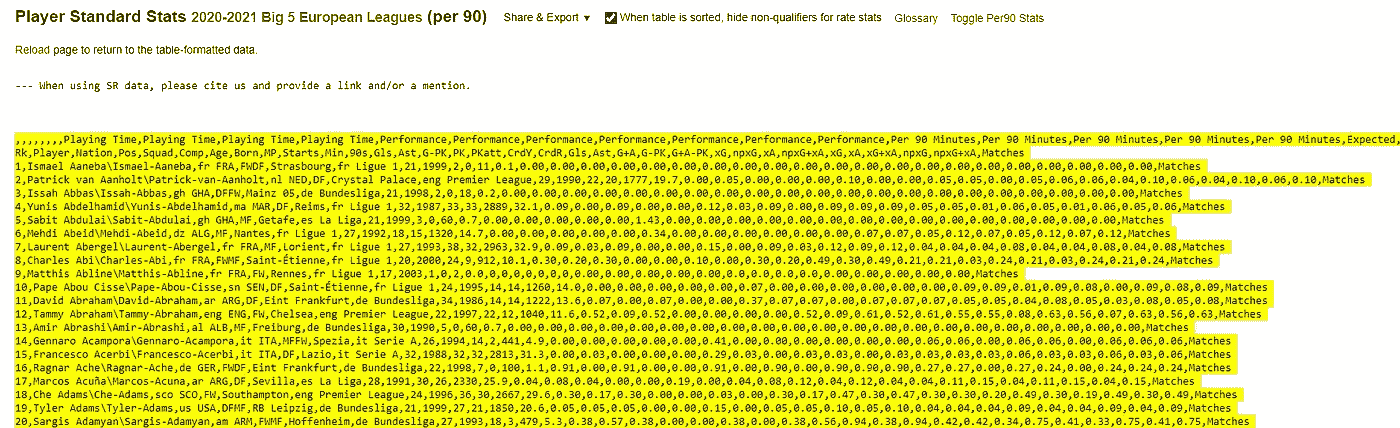 Player Standard Stats 2020-2021 Big 5 European Leagues (per 90) Share & Export ▼ When table is sorted, hide non-qualifiers for rate stats Glossary Toggle Per90 Stats
Reload page to return to the table-formatted data.
--- When using SR data, please cite us and provide a link and/or a mention.
,,,,,,,,Playing Time,Playing Time,Playing Time,Playing Time,Performance,Performance,Performance,Performance,Performance,Performance,Performance,Performance,Per 90 Minutes,Per 90 Minutes,Per 90 Minutes,Per 90 Minutes,Per 90 Minutes,Expected,
Rk,Player,Nation,Pos,Squad,Comp,Age,Born,MP,Starts,Min,90s,Gls,Ast,G-PK,PK,PKatt,CrdY,CrdR,Gls,Ast,G+A,G-PK,G+A-PK,xG,npxG,xA,npxG+xA,xG,xA,xG+xA,npxG,npxG+xA,Matches
1,Ismael Aaneba\Ismael-Aaneba,fr FRA,FWDF,Strasbourg,fr Ligue 1,21,1999,2,0,11,0.1,0.00,0.00,0.00,0.00,0.00,0.00,0.00,0.00,0.00,0.00,0.00,0.00,0.00,0.00,0.00,0.00,0.00,0.00,0.00,0.00,0.00,Matches
2,Patrick van Aanholt\Patrick-van-Aanholt,nl NED,DF,Crystal Palace,eng Premier League,29,1990,22,20,1777,19.7,0.00,0.05,0.00,0.00,0.00,0.10,0.00,0.00,0.05,0.05,0.00,0.05,0.06,0.06,0.04,0.10,0.06,0.04,0.10,0.06,0.10,Matches
3,Issah Abbas\Issah-Abbas,gh GHA,DFFW,Mainz 05,de Bundesliga,21,1998,2,0,18,0.2,0.00,0.00,0.00,0.00,0.00,0.00,0.00,0.00,0.00,0.00,0.00,0.00,0.00,0.00,0.00,0.00,0.00,0.00,0.00,0.00,0.00,Matches
4,Yunis Abdelhamid\Yunis-Abdelhamid,ma MAR,DF,Reims,fr Ligue 1,32,1987,33,33,2889,32.1,0.09,0.00,0.09,0.00,0.00,0.12,0.03,0.09,0.00,0.09,0.09,0.09,0.05,0.05,0.01,0.06,0.05,0.01,0.06,0.05,0.06,Matches
5,Sabit Abdulai\Sabit-Abdulai,gh GHA,MF,Getafe,es La Liga,21,1999,3,0,60,0.7,0.00,0.00,0.00,0.00,0.00,1.43,0.00,0.00,0.00,0.00,0.00,0.00,0.00,0.00,0.00,0.00,0.00,0.00,0.00,0.00,0.00,Matches
6,Mehdi Abeid\Mehdi-Abeid,dz ALG,MF,Nantes,fr Ligue 1,27,1992,18,15,1320,14.7,0.00,0.00,0.00,0.00,0.00,0.34,0.00,0.00,0.00,0.00,0.00,0.00,0.07,0.07,0.05,0.12,0.07,0.05,0.12,0.07,0.12,Matches
7,Laurent Abergel\Laurent-Abergel,fr FRA,MF,Lorient,fr Ligue 1,27,1993,38,32,2963,32.9,0.09,0.03,0.09,0.00,0.00,0.15,0.00,0.09,0.03,0.12,0.09,0.12,0.04,0.04,0.04,0.08,0.04,0.04,0.08,0.04,0.08,Matches
8,Charles Abi\Charles-Abi,fr FRA,FWMF,Saint-Étienne,fr Ligue 1,20,2000,24,9,912,10.1,0.30,0.20,0.30,0.00,0.00,0.10,0.00,0.30,0.20,0.49,0.30,0.49,0.21,0.21,0.03,0.24,0.21,0.03,0.24,0.21,0.24,Matches
9,Matthis Abline\Matthis-Abline,fr FRA,FW,Rennes,fr Ligue 1,17,2003,1,0,2,0.0,0,0,0,0,0,0,0,0.00,0.00,0.00,0.00,0.00,0.00,0.00,0.00,0.00,0.00,0.00,0.00,0.00,0.00,Matches
10,Pape Abou Cisse\Pape-Abou-Cisse,sn SEN,DF,Saint-Étienne,fr Ligue 1,24,1995,14,14,1260,14.0,0.00,0.07,0.00,0.00,0.00,0.07,0.00,0.00,0.07,0.07,0.00,0.07,0.09,0.09,0.01,0.09,0.08,0.00,0.09,0.08,0.09,Matches
11,David Abraham\David-Abraham,ar ARG,DF,Eint Frankfurt,de Bundesliga,34,1986,14,14,1222,13.6,0.07,0.00,0.07,0.00,0.00,0.37,0.00,0.07,0.00,0.07,0.07,0.07,0.05,0.05,0.04,0.08,0.05,0.03,0.08,0.05,0.08,Matches
12,Tammy Abraham\Tammy-Abraham,eng ENG,FW,Chelsea,eng Premier League,22,1997,22,12,1040,11.6,0.52,0.09,0.52,0.00,0.00,0.00,0.00,0.52,0.09,0.61,0.52,0.61,0.55,0.55,0.08,0.63,0.56,0.07,0.63,0.56,0.63,Matches
13,Amir Abrashi\Amir-Abrashi,al ALB,MF,Freiburg,de Bundesliga,30,1990,5,0,60,0.7,0.00,0.00,0.00,0.00,0.00,0.00,0.00,0.00,0.00,0.00,0.00,0.00,0.00,0.00,0.00,0.00,0.00,0.00,0.00,0.00,0.00,Matches
14,Gennaro Acampora\Gennaro-Acampora,it ITA,MFFW,Spezia,it Serie A,26,1994,14,2,441,4.9,0.00,0.00,0.00,0.00,0.00,0.41,0.00,0.00,0.00,0.00,0.00,0.00,0.06,0.06,0.00,0.06,0.06,0.00,0.06,0.06,0.06,Matches
15,Francesco Acerbi\Francesco-Acerbi,it ITA,DF,Lazio,it Serie A,32,1988,32,32,2813,31.3,0.00,0.03,0.00,0.00,0.00,0.29,0.00,0.00,0.03,0.03,0.00,0.03,0.03,0.03,0.03,0.06,0.03,0.03,0.06,0.03,0.06,Matches
16,Ragnar Ache\Ragnar-Ache,de GER,FWDF,Eint Frankfurt,de Bundesliga,22,1998,7,0,100,1.1,0.91,0.00,0.91,0.00,0.00,0.91,0.00,0.90,0.00,0.90,0.90,0.90,0.27,0.27,0.00,0.27,0.24,0.00,0.24,0.24,0.24,Matches
17,Marcos Acuña\Marcos-Acuna,ar ARG,DF,Sevilla,es La Liga,28,1991,30,26,2330,25.9,0.04,0.08,0.04,0.00,0.00,0.19,0.00,0.04,0.08,0.12,0.04,0.12,0.04,0.04,0.11,0.15,0.04,0.11,0.15,0.04,0.15,Matches
18,Che Adams\Che-Adams,sco SCO,FW,Southampton,eng Premier League,24,1996,36,30,2667,29.6,0.30,0.17,0.30,0.00,0.00,0.03,0.00,0.30,0.17,0.47,0.30,0.47,0.30,0.30,0.20,0.49,0.30,0.19,0.49,0.30,0.49,Matches
19,Tyler Adams\Tyler-Adams,us USA,DFMF,RB Leipzig,de Bundesliga,21,1999,27,21,1850,20.6,0.05,0.05,0.05,0.00,0.00,0.15,0.00,0.05,0.05,0.10,0.05,0.10,0.04,0.04,0.04,0.09,0.04,0.04,0.09,0.04,0.09,Matches
20,Sargis Adamyan\Sargis-Adamyan,am ARM,FWMF,Hoffenheim,de Bundesliga,27,1993,18,3,479,5.3,0.38,0.57,0.38,0.00,0.00,0.38,0.00,0.38,0.56,0.94,0.38,0.94,0.42,0.42,0.34,0.75,0.41,0.33,0.75,0.41,0.75,Matches